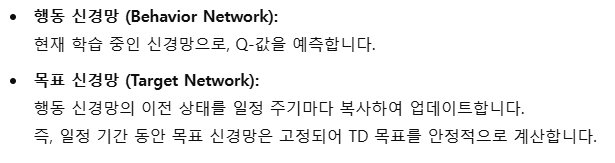 • 행동 신경망 (Behavior Network):
현재 학습 중인 신경망으로, Q-값을 예측합니다.
• 목표 신경망 (Target Network):
행동 신경망의 이전 상태를 일정 주기마다 복사하여 업데이트합니다.
즉, 일정 기간 동안 목표 신경망은 고정되어 TD 목표를 안정적으로 계산합니다.